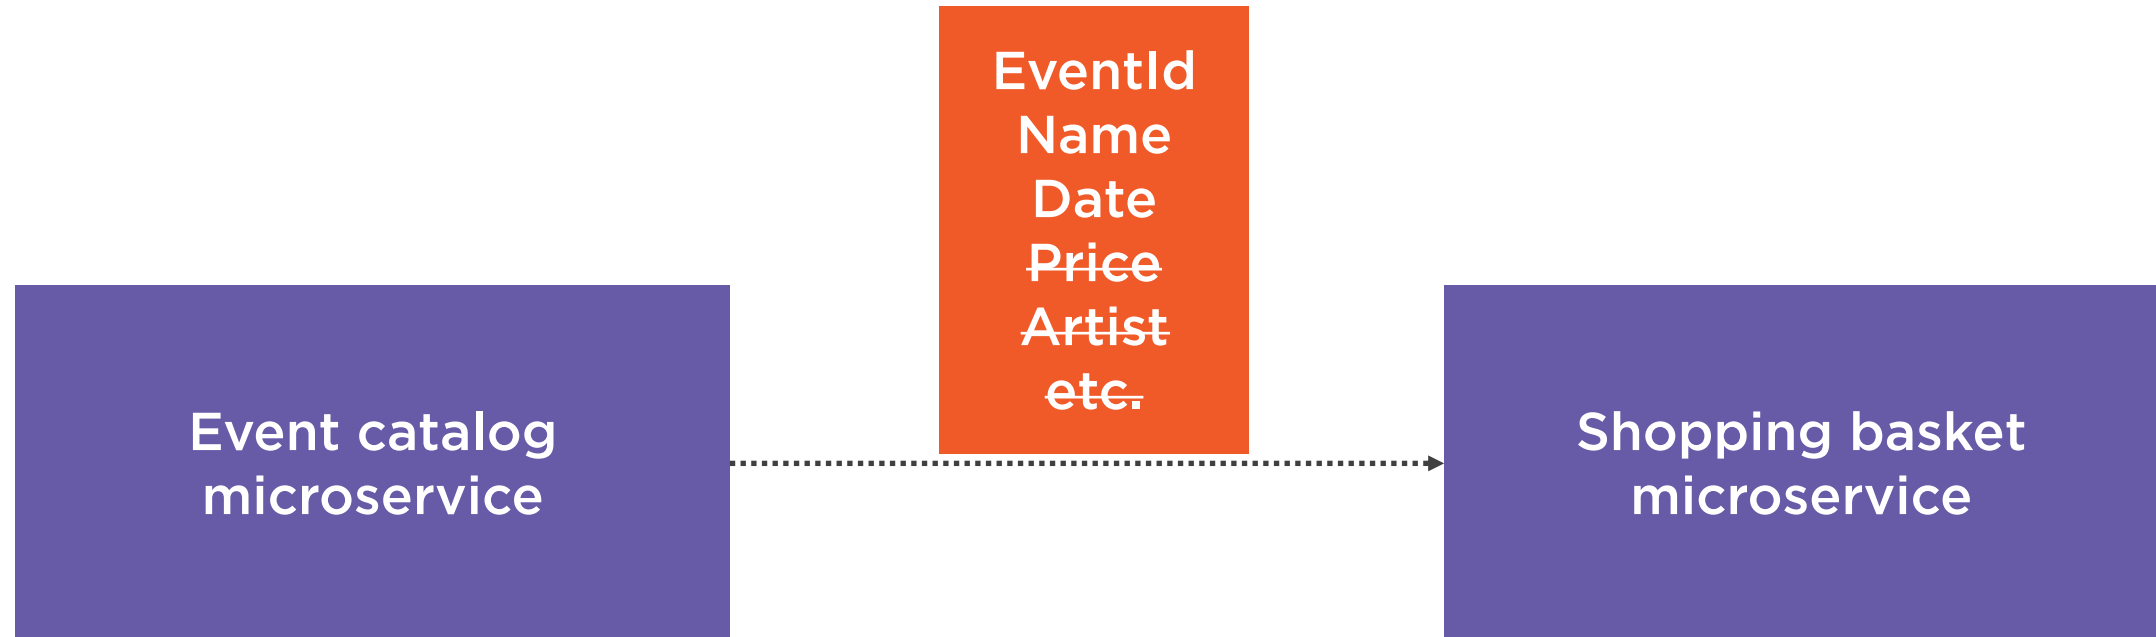 EventId
Name
Date
Price
Artist
etc.
Event catalog
microservice
Shopping basket
microservice